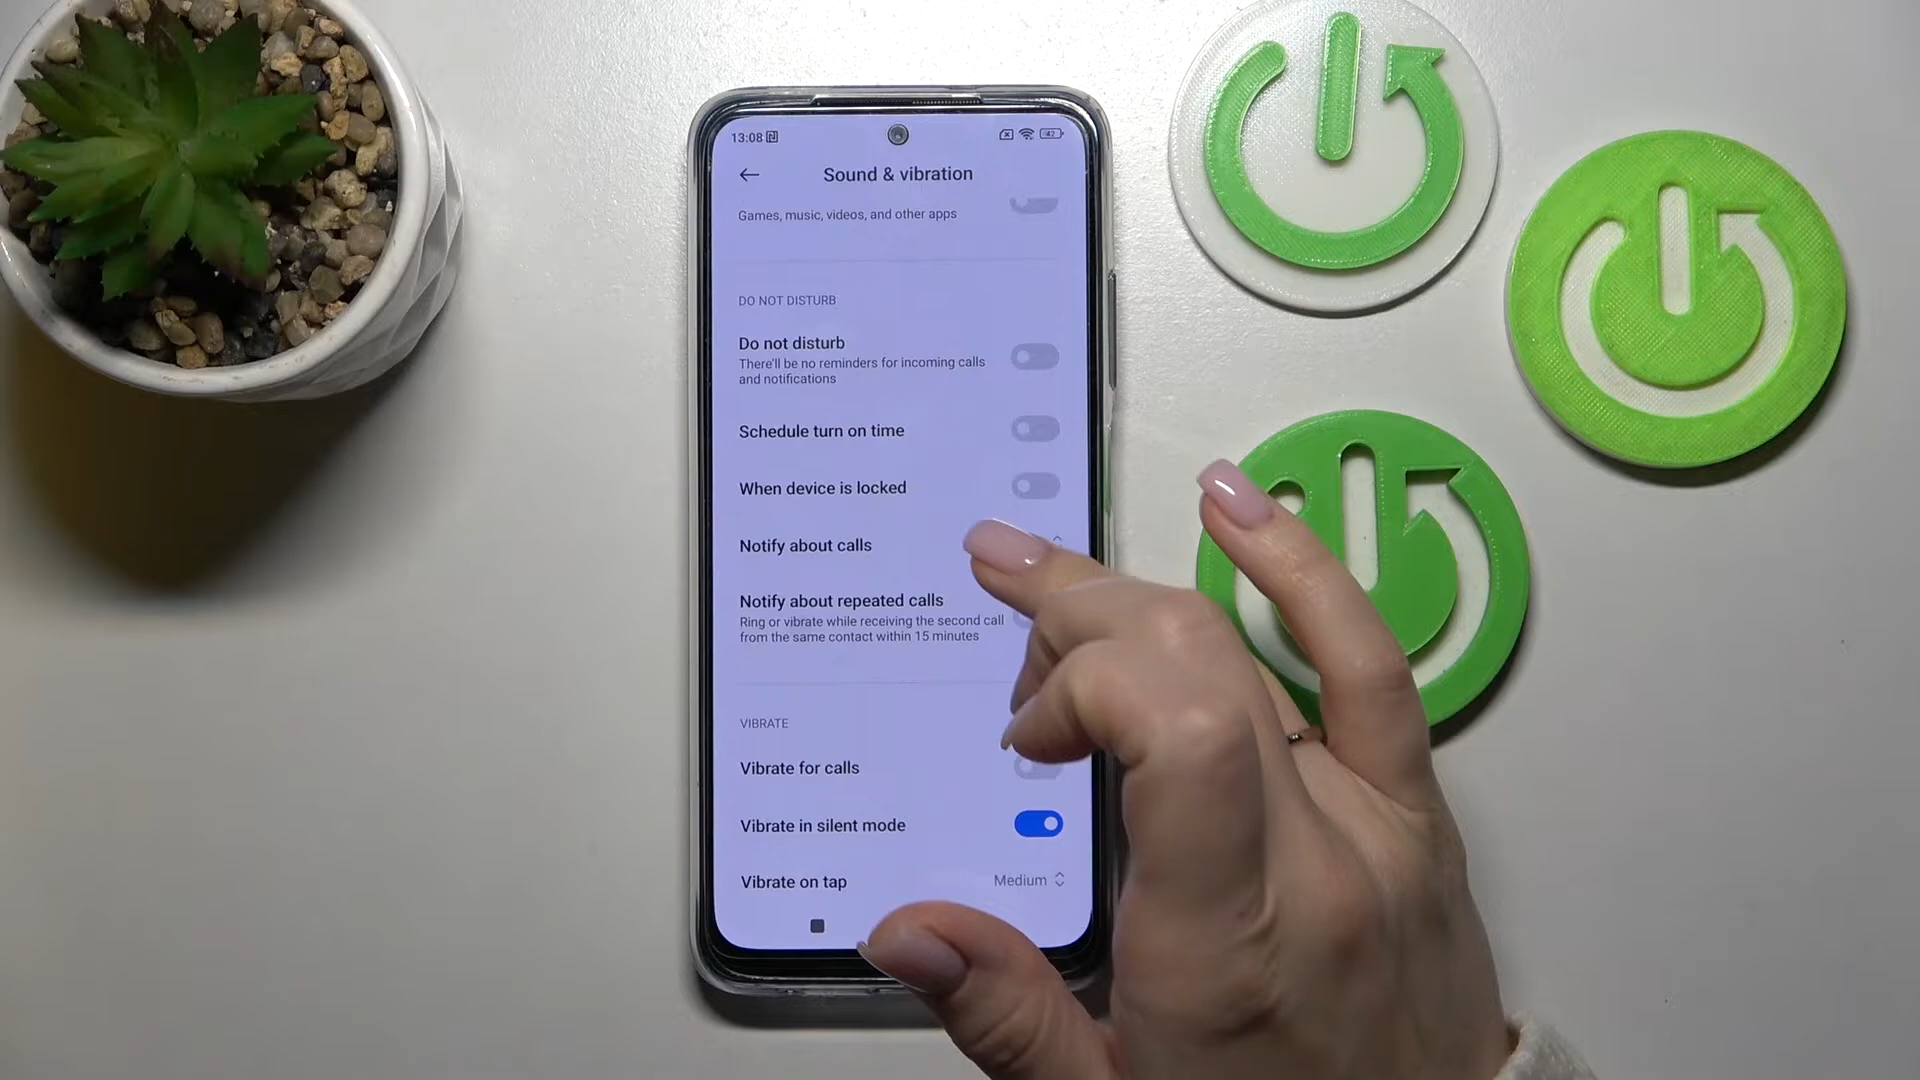 13:08
42
Sound & vibration
Games, music, videos, and other apps
DO NOT DISTURB
Do not disturb
There'll be no reminders for incoming calls
and notifications
Schedule turn on time
When device is locked
Notify about calls
Notify about repeated calls
Ring or vibrate while receiving the second call
from the same contact within 15 minutes
VIBRATE
Vibrate for calls
Vibrate in silent mode
Vibrate on tap
Medium